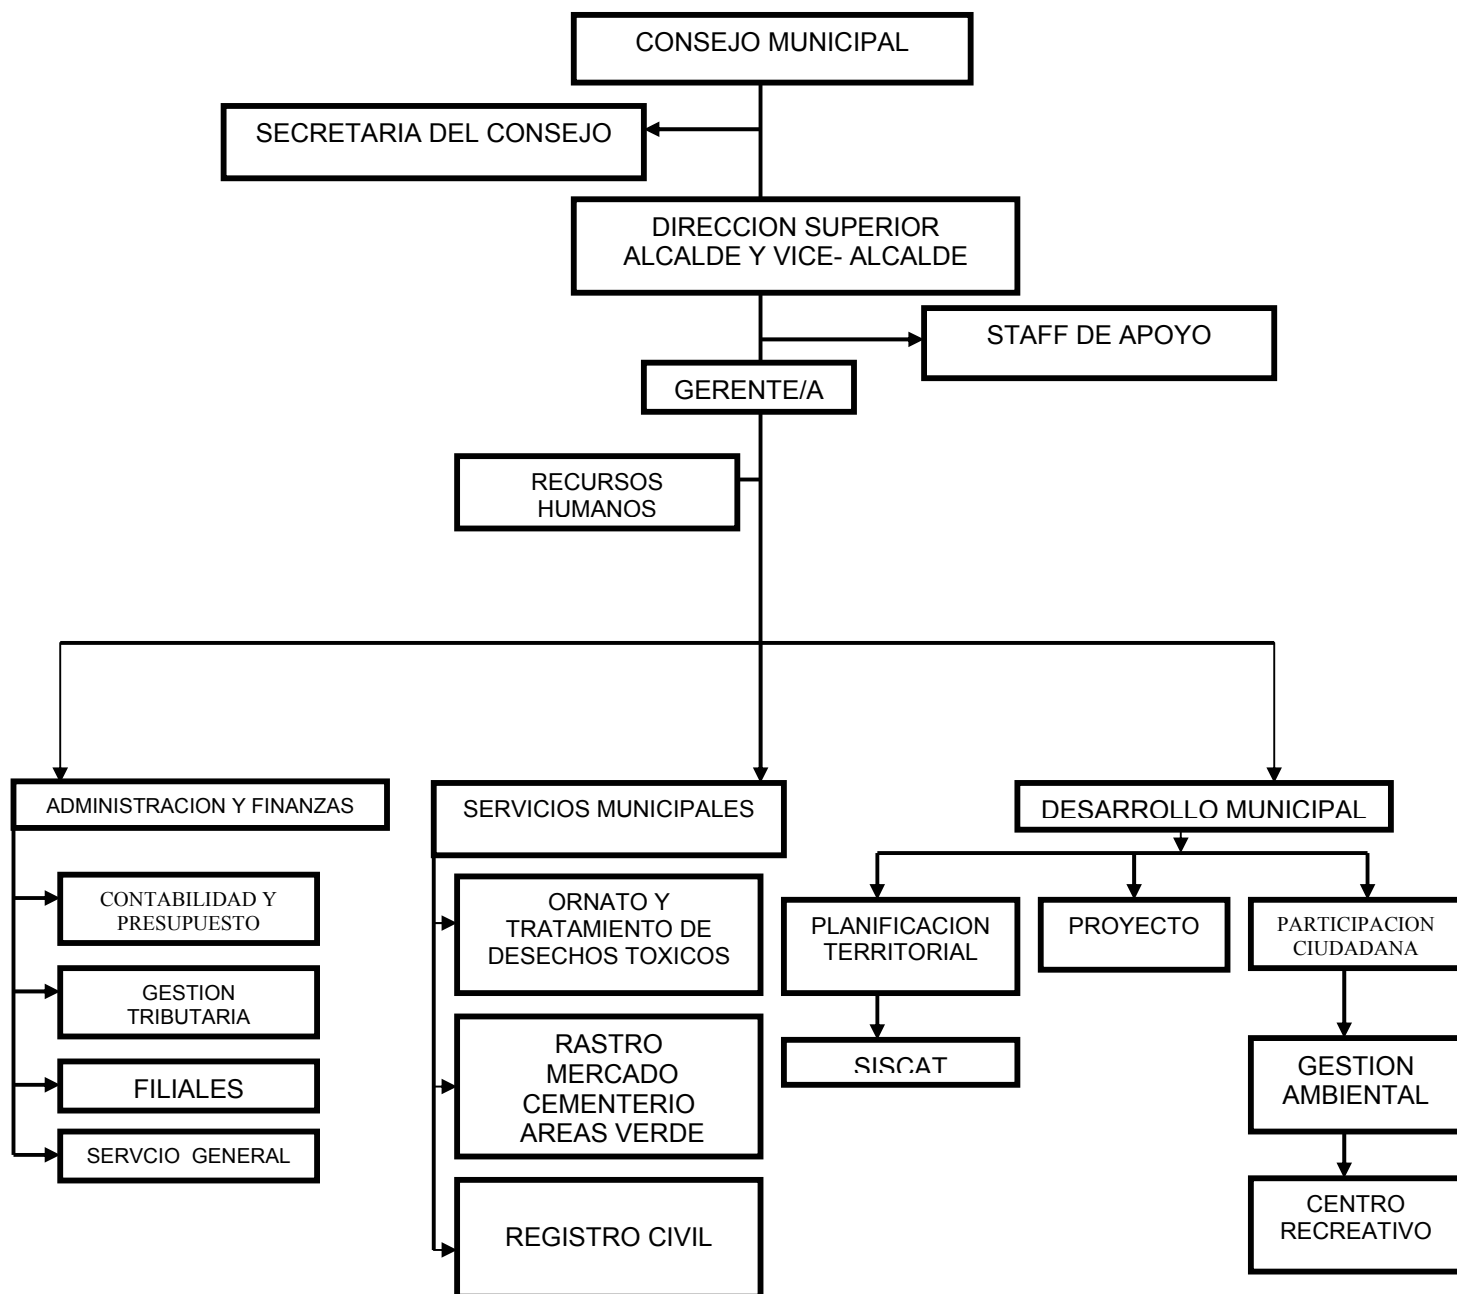 CONSEJO MUNICIPAL
SECRETARIA DEL CONSEJO
DIRECCION SUPERIOR
ALCALDE Y VICE- ALCALDE
STAFF DE APOYO
GERENTE/A
RECURSOS
HUMANOS
ADMINISTRACION Y FINANZAS
CONTABILIDAD Y
PRESUPUESTO
GESTION
TRIBUTARIA
FILIALES
SERVCIO GENERAL
SERVICIOS MUNICIPALES
ORNATO Y
TRATAMIENTO DE
DESECHOS TOXICOS
RASTRO
MERCADO
CEMENTERIO
AREAS VERDE
REGISTRO CIVIL
DESARROLLO MUNICIPAL
PLANIFICACION
TERRITORIAL
SISCAT
PROYECTO
PARTICIPACION
CIUDADANA
GESTION
AMBIENTAL
CENTRO
RECREATIVO